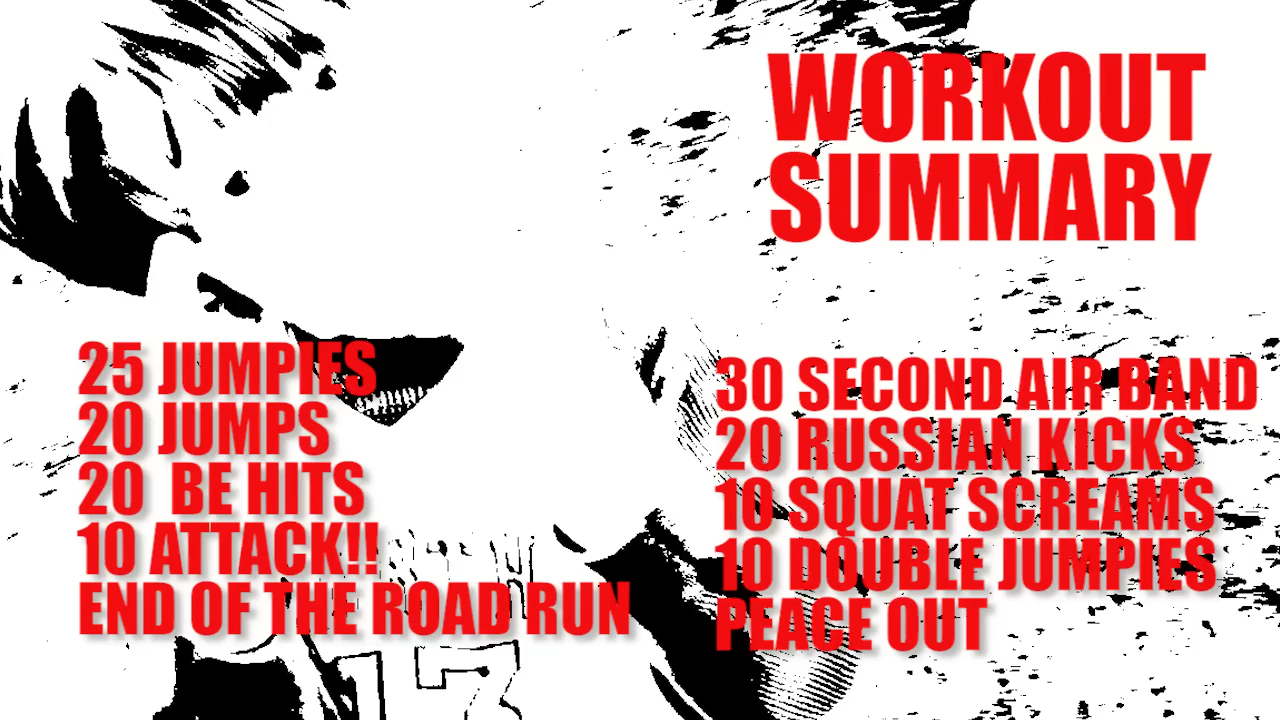 WORKOUT
SUMMARY
25 JUMPIES
20 JUMPS
20 BE HITS
10 ATTACK!!
END OF THE ROAD RUN
30 SECOND AIR BAND
20 RUSSIAN KICKS
10 SQUAT SCREAMS
10 DOUBLE JUMPIES
PEACE OUT